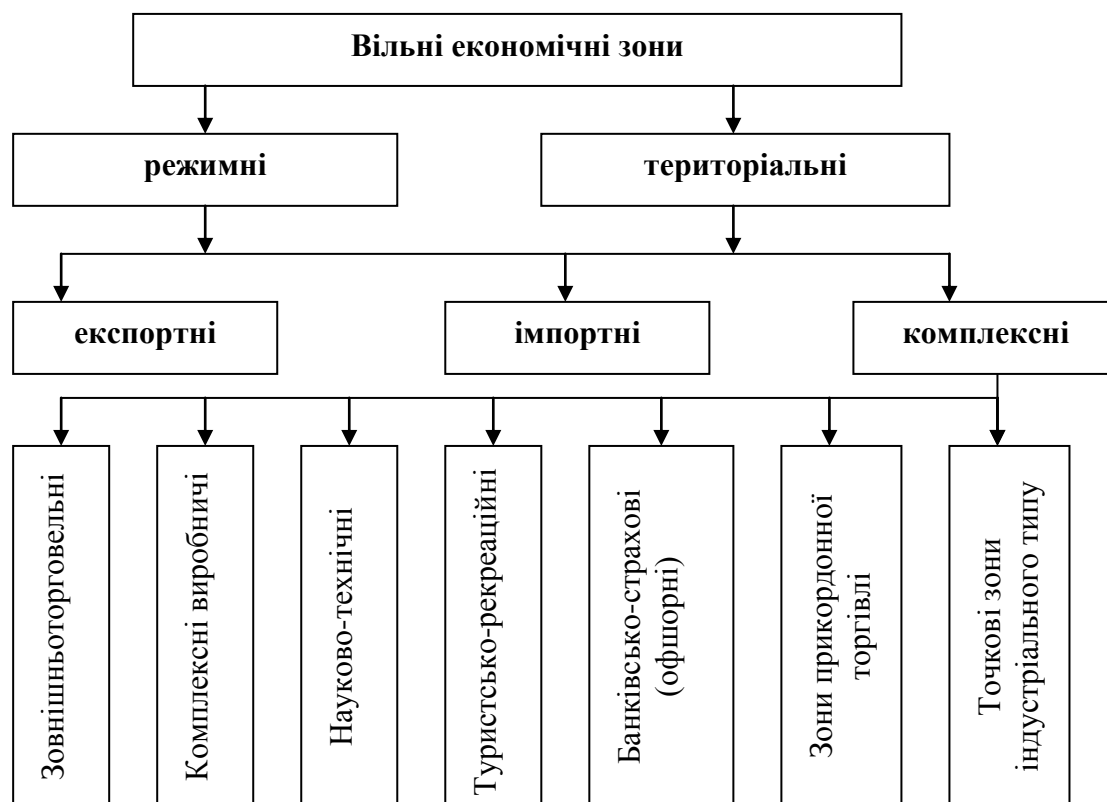 Вільні економічні зони
режимні
територіальні
експортні
імпортні
комплексні
Зовнішньоторговельні
Комплексні виробничі
Науково-технічні
Туристсько-рекреаційні
Банківсько-страхові
(офшорні)
Зони прикордонної
торгівлі
Точкові зони
індустріального типу